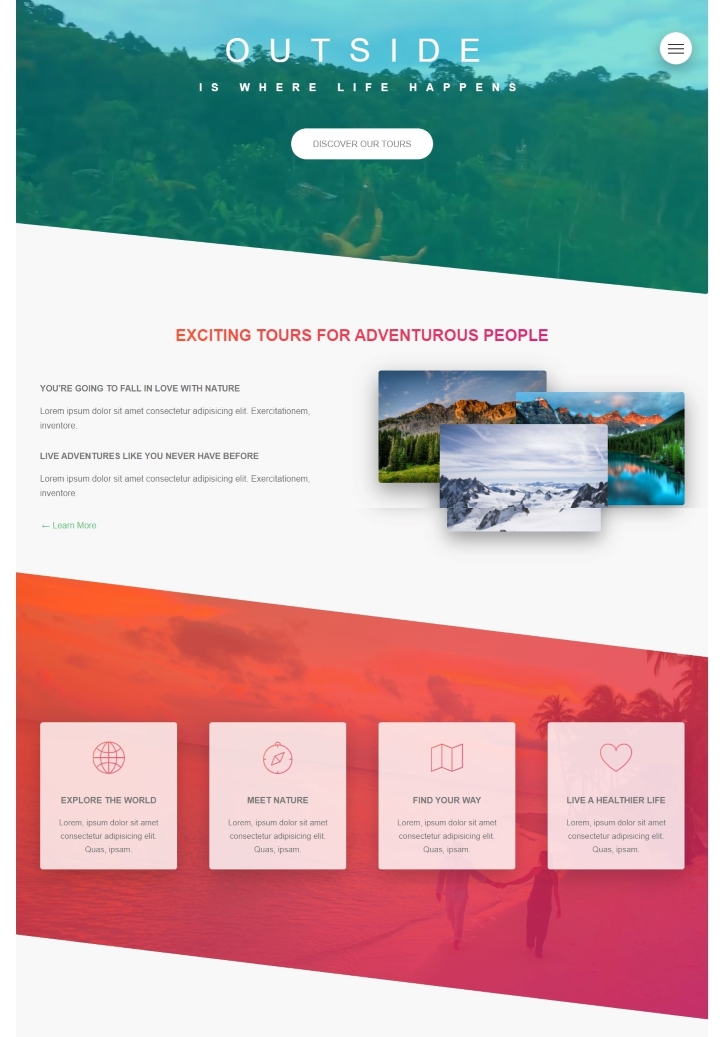 OUTSIDE
IS WHERE LIFE HAPPENS
DISCOVER OUR TOURS
EXCITING TOURS FOR ADVENTUROUS PEOPLE
YOU'RE GOING TO FALL IN LOVE WITH NATURE
Lorem ipsum dolor sit amet consectetur adipisicing elit. Exercitationem,
inventore.
LIVE ADVENTURES LIKE YOU NEVER HAVE BEFORE
Lorem ipsum dolor sit amet consectetur adipisicing elit. Exercitationem,
inventore.
← Learn More
EXPLORE THE WORLD
Lorem, ipsum dolor sit amet
consectetur adipisicing elit.
Quas, ipsam.
MEET NATURE
Lorem, ipsum dolor sit amet
consectetur adipisicing elit.
Quas, ipsam.
FIND YOUR WAY
Lorem, ipsum dolor sit amet
consectetur adipisicing elit.
Quas, ipsam.
LIVE A HEALTHIER LIFE
Lorem, ipsum dolor sit amet
consectetur adipisicing elit.
Quas, ipsam.